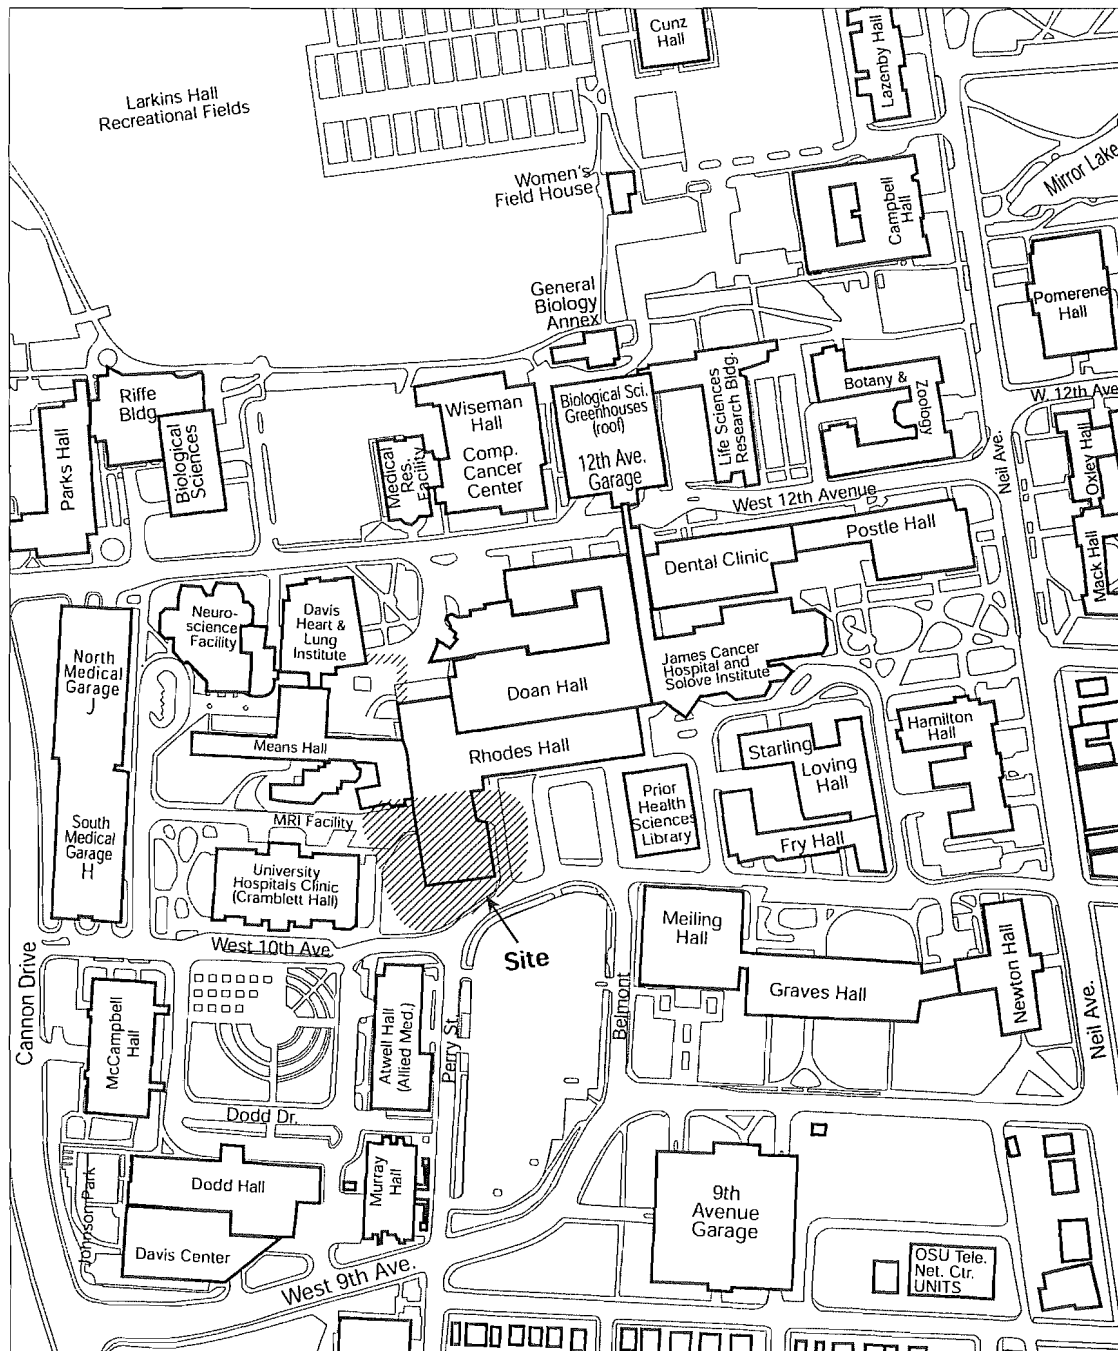 Cunz
Hall
Lazenby Hall
Larkins Hall
Recreational Fields
Mirror Lake
Women's
Field House
Campbell
Hall
General
Biology
Annex
Pomerene
Hall
Riffe
Bldg.
Parks Hall
Biological
Sciences
Wiseman
Hall
Comp.
Cancer
Center
Medical
Res.
Facility
Biological Sci.
Greenhouses
(roof)
12th Ave.
Garage
Life Sciences
Research Bldg.
Botany &
Zoology
W. 12th Ave
Oxley Hall
Neil Ave.
West 12th Avenue
Postle Hall
Dental Clinic
Mack Hall
Neuro-
science
Facility
Davis
Heart &
Lung
Institute
North
Medical
Garage
J
James Cancer
Hospital and
Solove Institute
Doan Hall
Rhodes Hall
Means Hall
Hamilton
Hall
Starling
Loving
Hall
Prior
Health
Sciences
Library
Fry Hall
MRI Facility
South
Medical
Garage
H
University
Hospitals Clinic
(Cramblett Hall)
West 10th Ave.
Site
Meiling
Hall
Graves Hall
Newton Hall
Cannon Drive
McCampbell
Hall
Atwell Hall
(Allied Med.)
Perry St.
Belmont
Neil Ave.
Dodd Dr.
Johnson Park
Dodd Hall
Murray
Hall
Davis Center
West 9th Ave.
9th
Avenue
Garage
OSU Tele.
Net. Ctr.
UNITS